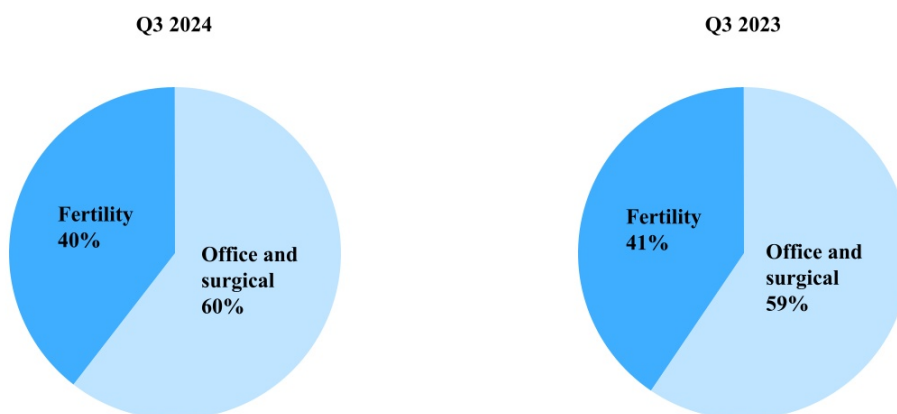 Q3 2024
Fertility
40%
Office and
surgical
60%
Q3 2023
Fertility
41%
Office and
surgical
59%